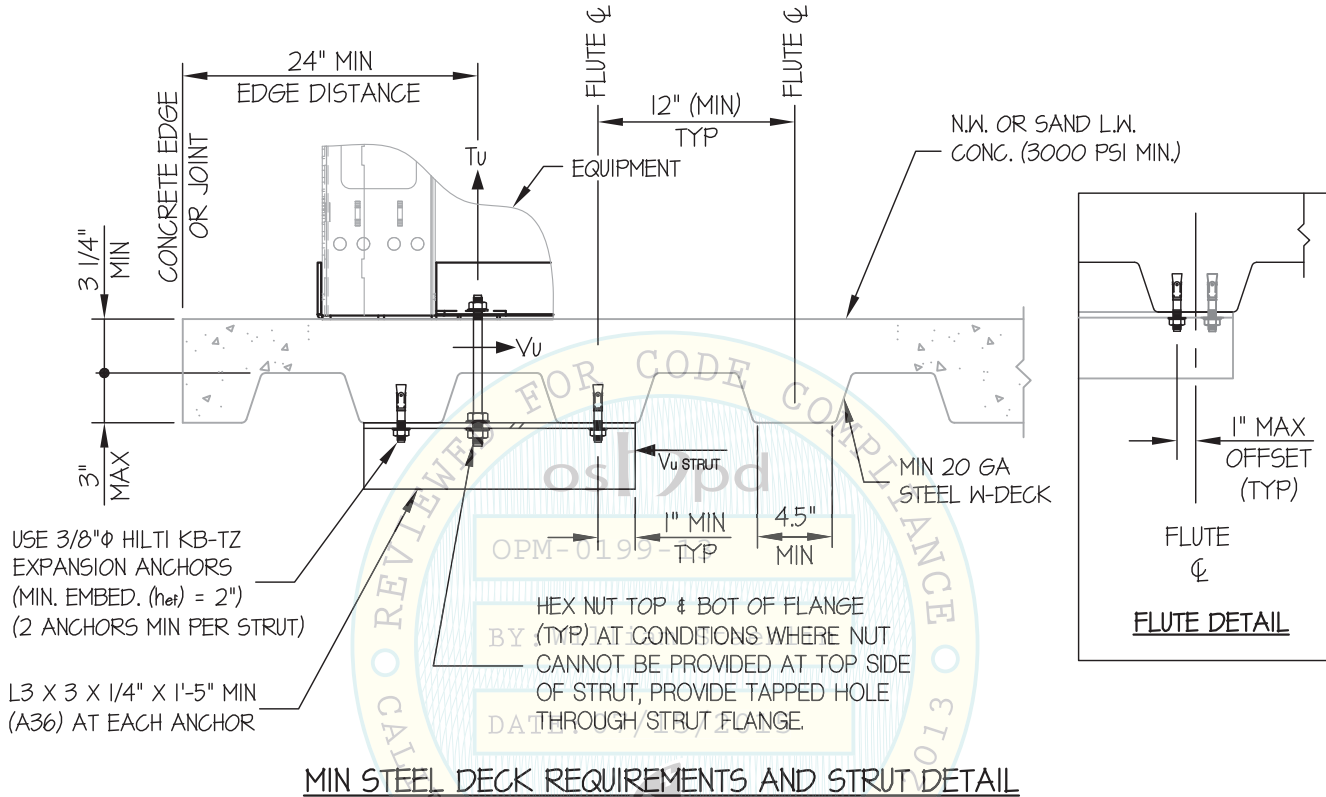 FLUTE ℄
FLUTE ℄
24" MIN
EDGE DISTANCE
12" (MIN)
TYP
N.W. OR SAND L.W.
CONC. (3000 PSI MIN.)
CONCRETE EDGE
OR JOINT
Tu
EQUIPMENT
3 1/4"
MIN
Vu
3"
MAX
Vu STRUT
MIN 20 GA
STEEL W-DECK
1" MAX
OFFSET
(TYP)
FLUTE
℄
FLUTE DETAIL
1" MIN
TYP
4.5"
MIN
USE 3/8"Φ HILTI KB-TZ
EXPANSION ANCHORS
(MIN. EMBED. (hef) = 2")
(2 ANCHORS MIN PER STRUT)
HEX NUT TOP & BOT OF FLANGE
(TYP) AT CONDITIONS WHERE NUT
CANNOT BE PROVIDED AT TOP SIDE
OF STRUT, PROVIDE TAPPED HOLE
THROUGH STRUT FLANGE.
L3 X 3 X 1/4" X 1'-5" MIN
(A36) AT EACH ANCHOR
REVIEWED FOR CODE COMPLIANCE
oshpd
OPM-0199-13
BY:
DATE:
2013
MIN STEEL DECK REQUIREMENTS AND STRUT DETAIL